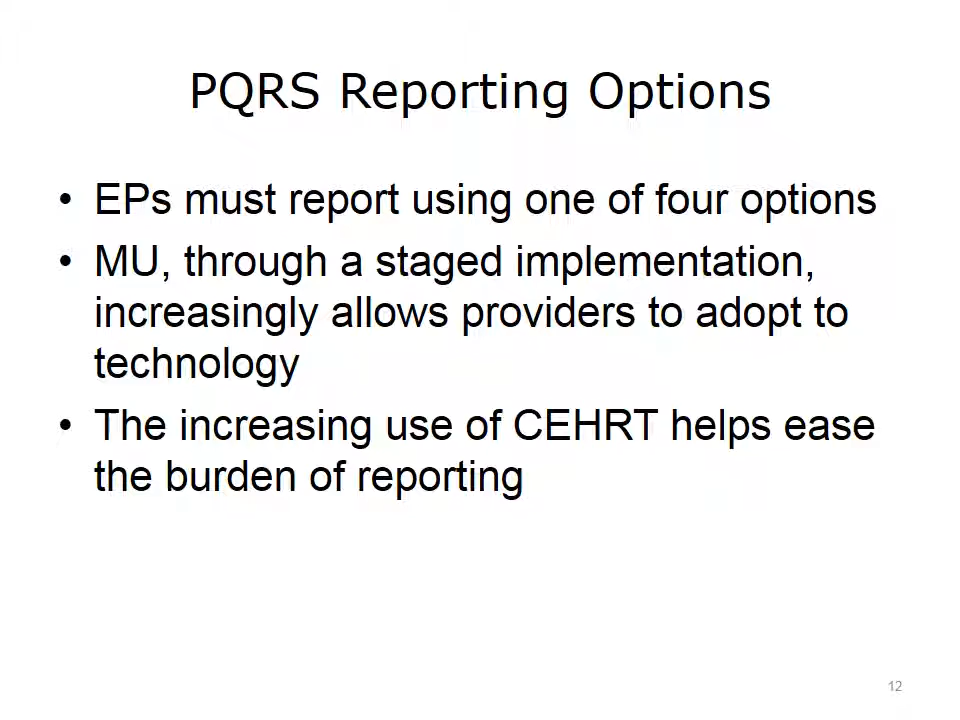 PQRS Reporting Options
• EPs must report using one of four options
• MU, through a staged implementation,
increasingly allows providers to adopt to
technology
• The increasing use of CEHRT helps ease
the burden of reporting
12